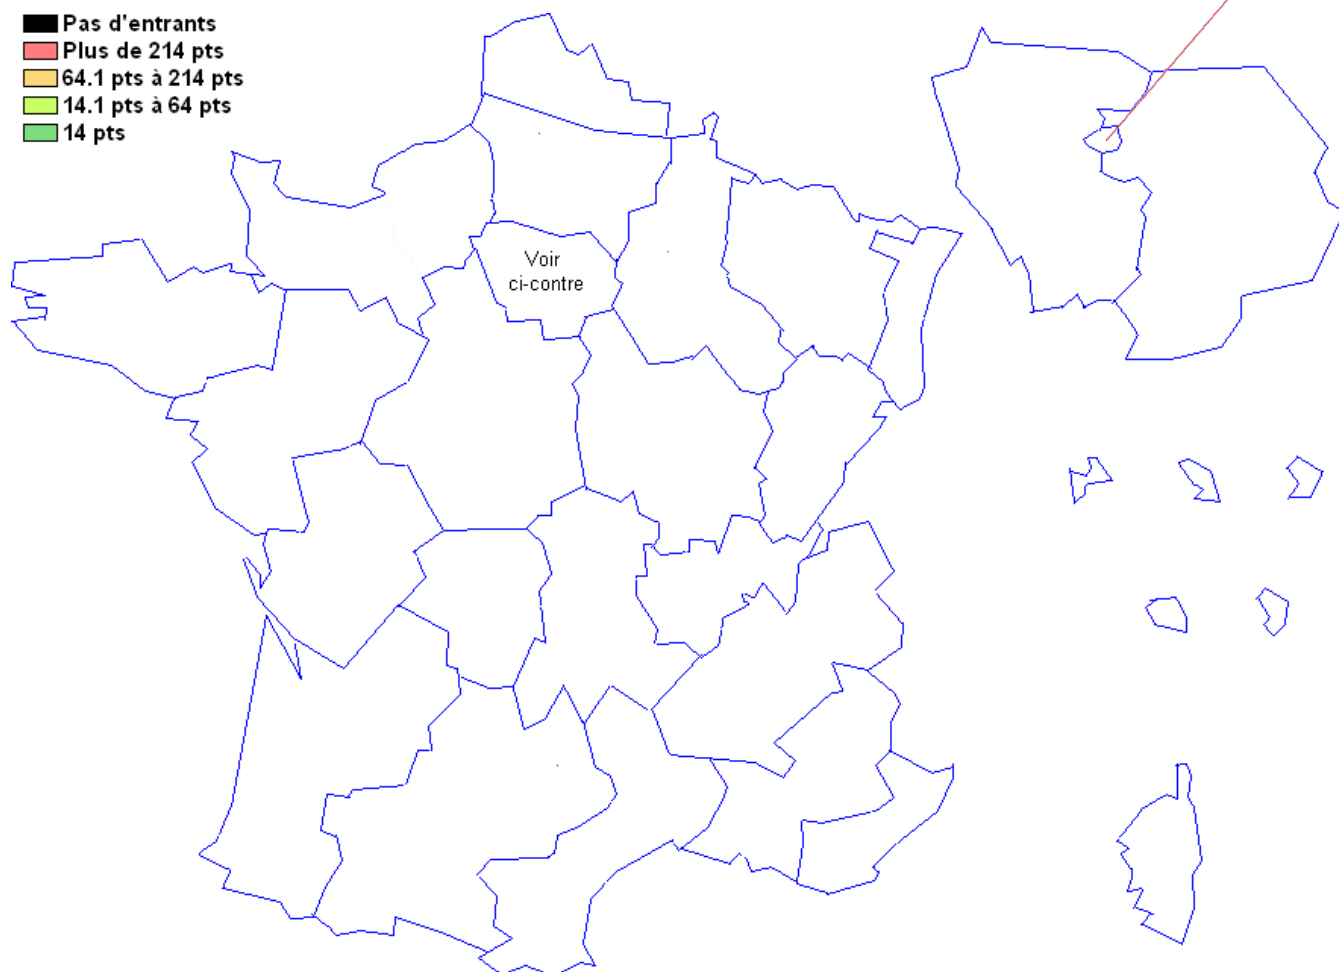 Pas d'entrants
Plus de 214 pts
64.1 pts à 214 pts
14.1 pts à 64 pts
14 pts
Voir
ci-contre